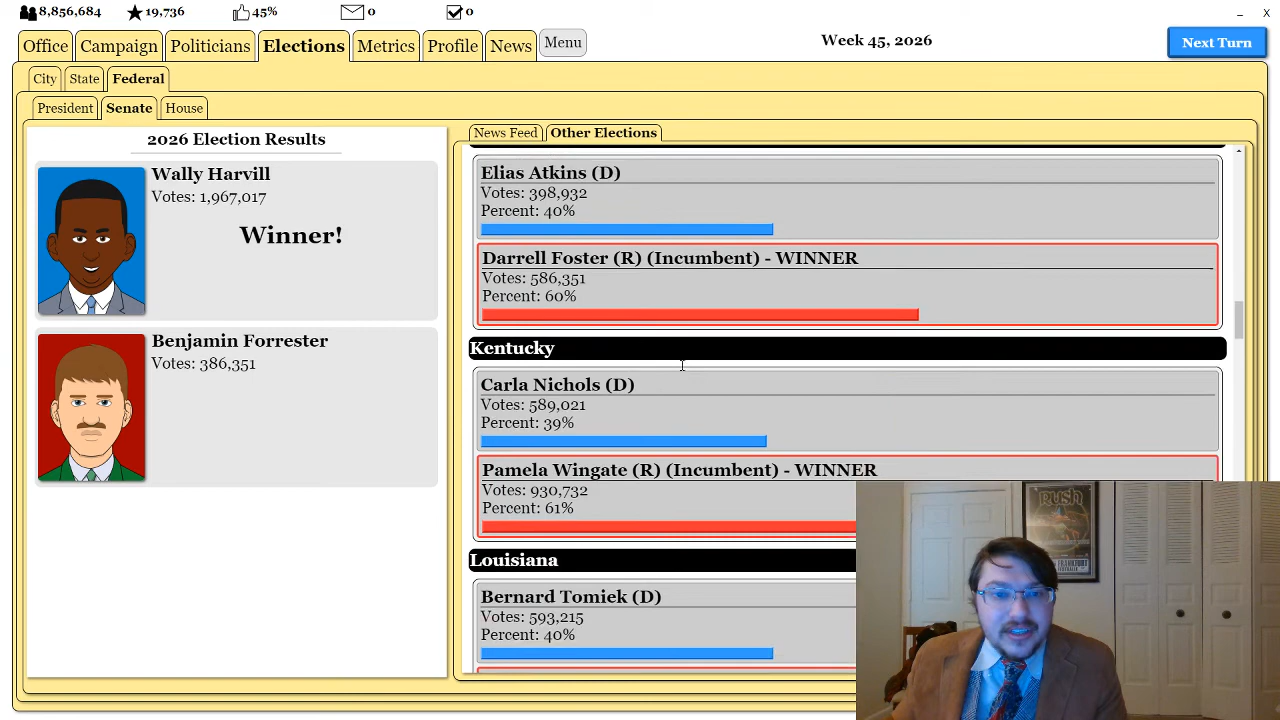 8,856,684 19,736 45% 0 0
Office Campaign Politicians Elections Metrics Profile News Menu Week 45, 2026 Next Turn
City State Federal
President Senate House
2026 Election Results
Wally Harvill
Votes: 1,967,017
Winner!
Benjamin Forrester
Votes: 386,351
News Feed Other Elections
Elias Atkins (D)
Votes: 398,932
Percent: 40%
Darrell Foster (R) (Incumbent) - WINNER
Votes: 586,351
Percent: 60%
Kentucky
Carla Nichols (D)
Votes: 589,021
Percent: 39%
Pamela Wingate (R) (Incumbent) - WINNER
Votes: 930,732
Percent: 61%
Louisiana
Bernard Tomiek (D)
Votes: 593,215
Percent: 40%
RUSH
FRANKFURT